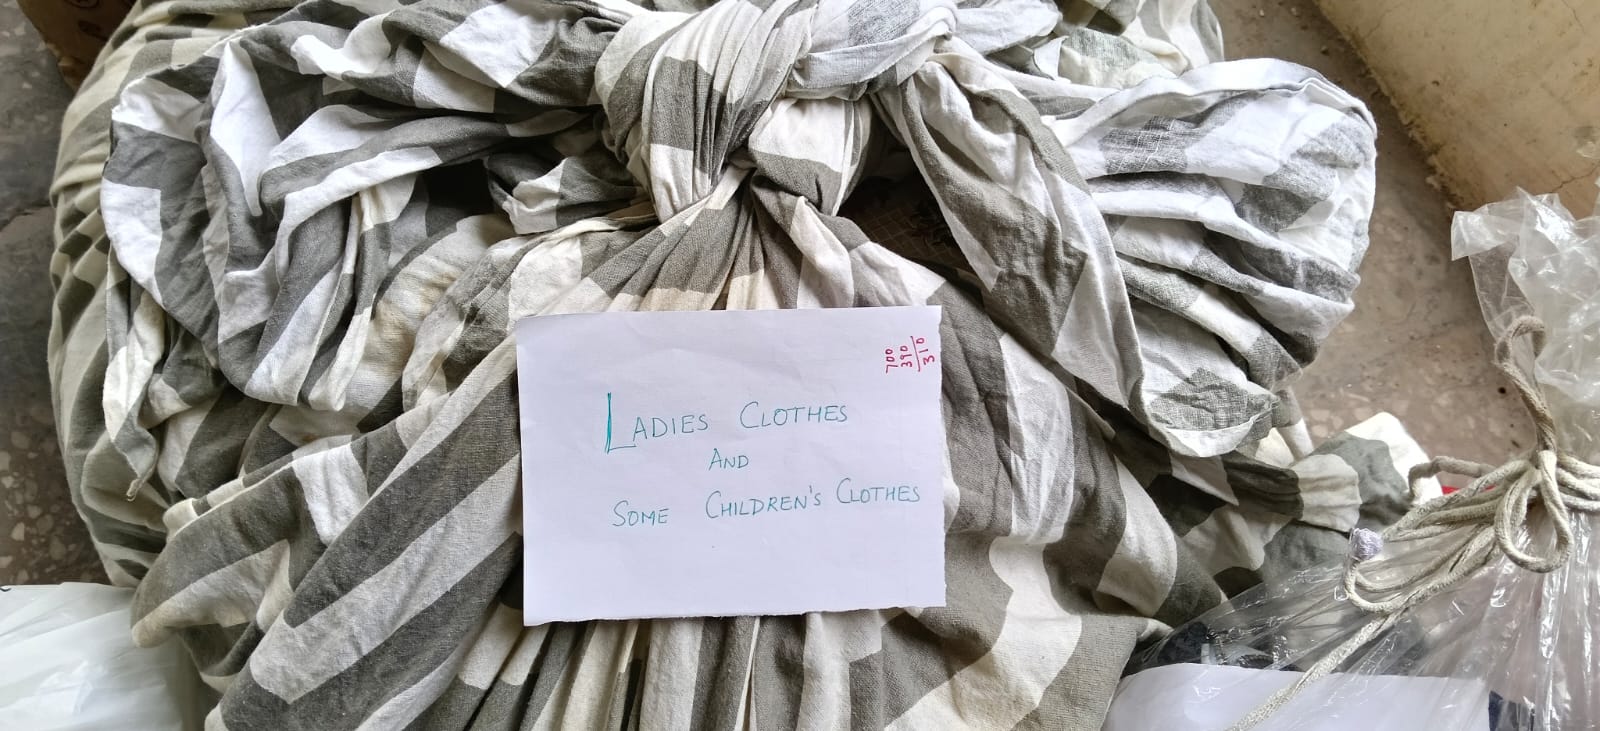 LADIES CLOTHES
AND
SOME CHILDREN'S CLOTHES
700
390
310